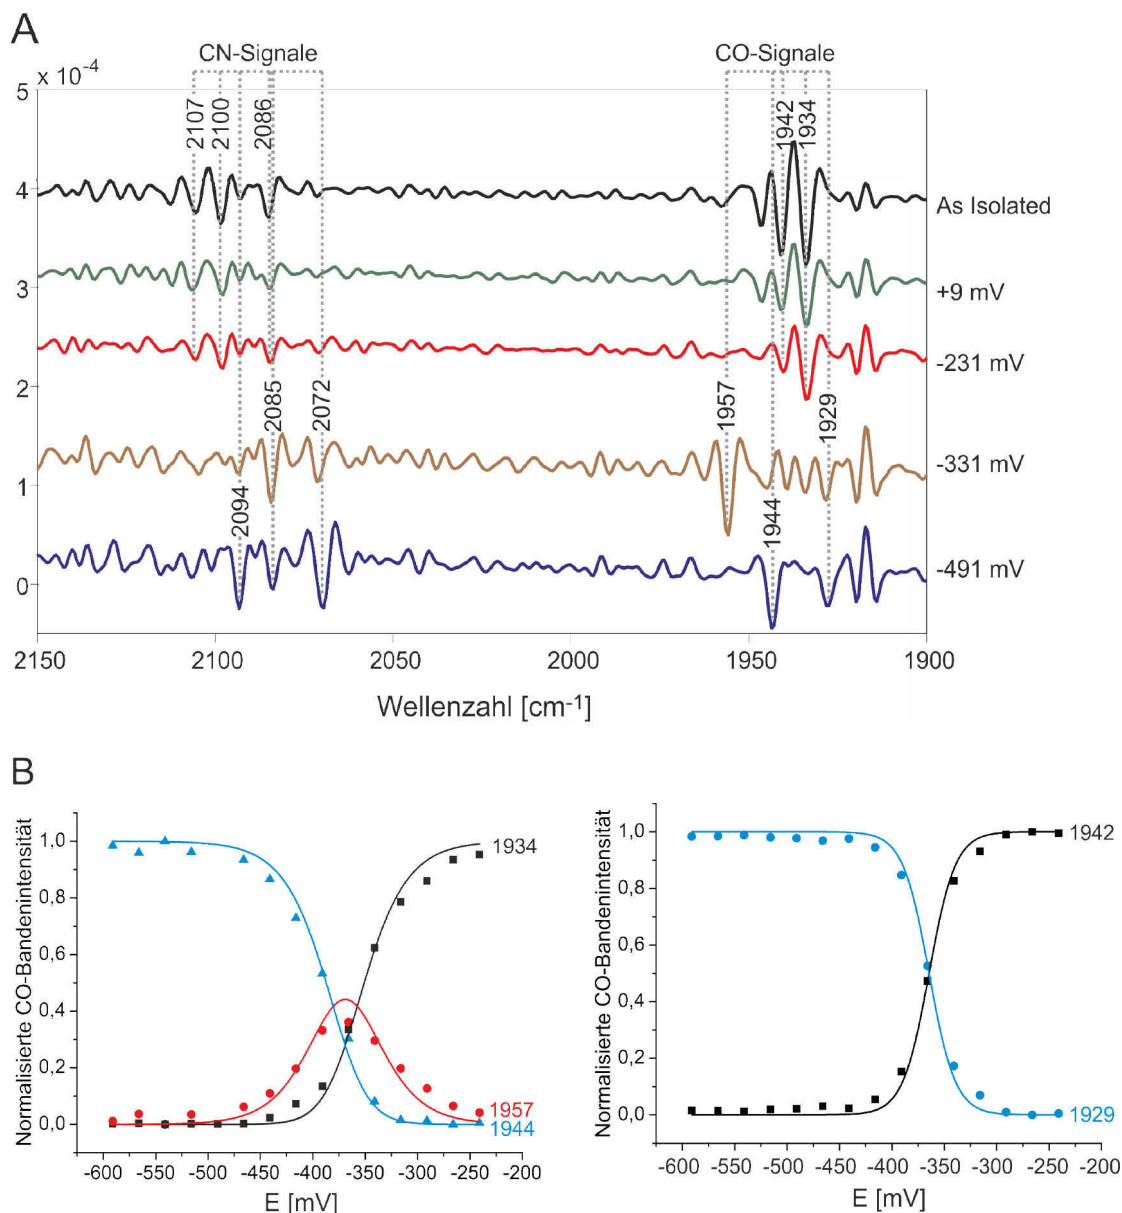 A
CN-Signale
CO-Signale
5 x 10-4
2107
2100
2086
1942
1934
4
As Isolated
3
+9 mV
-231 mV
2
2085
2072
1957
1929
-331 mV
1
2094
1944
-491 mV
0
2150
2100
2050
2000
1950
1900
Wellenzahl [cm-1]
B
Normalisierte CO-Bandenintensität
1,0
0,8
0,6
0,4
0,2
0.0
1934
1957
1944
-600 -550 -500 -450 -400 -350 -300 -250 -200
E [mV]
Normalisierte CO-Bandenintensität
1,0
0,8
0,6
0,4
0,2
0,0
1942
1929
-600 -550 -500 -450 -400 -350 -300 -250 -200
E [mV]